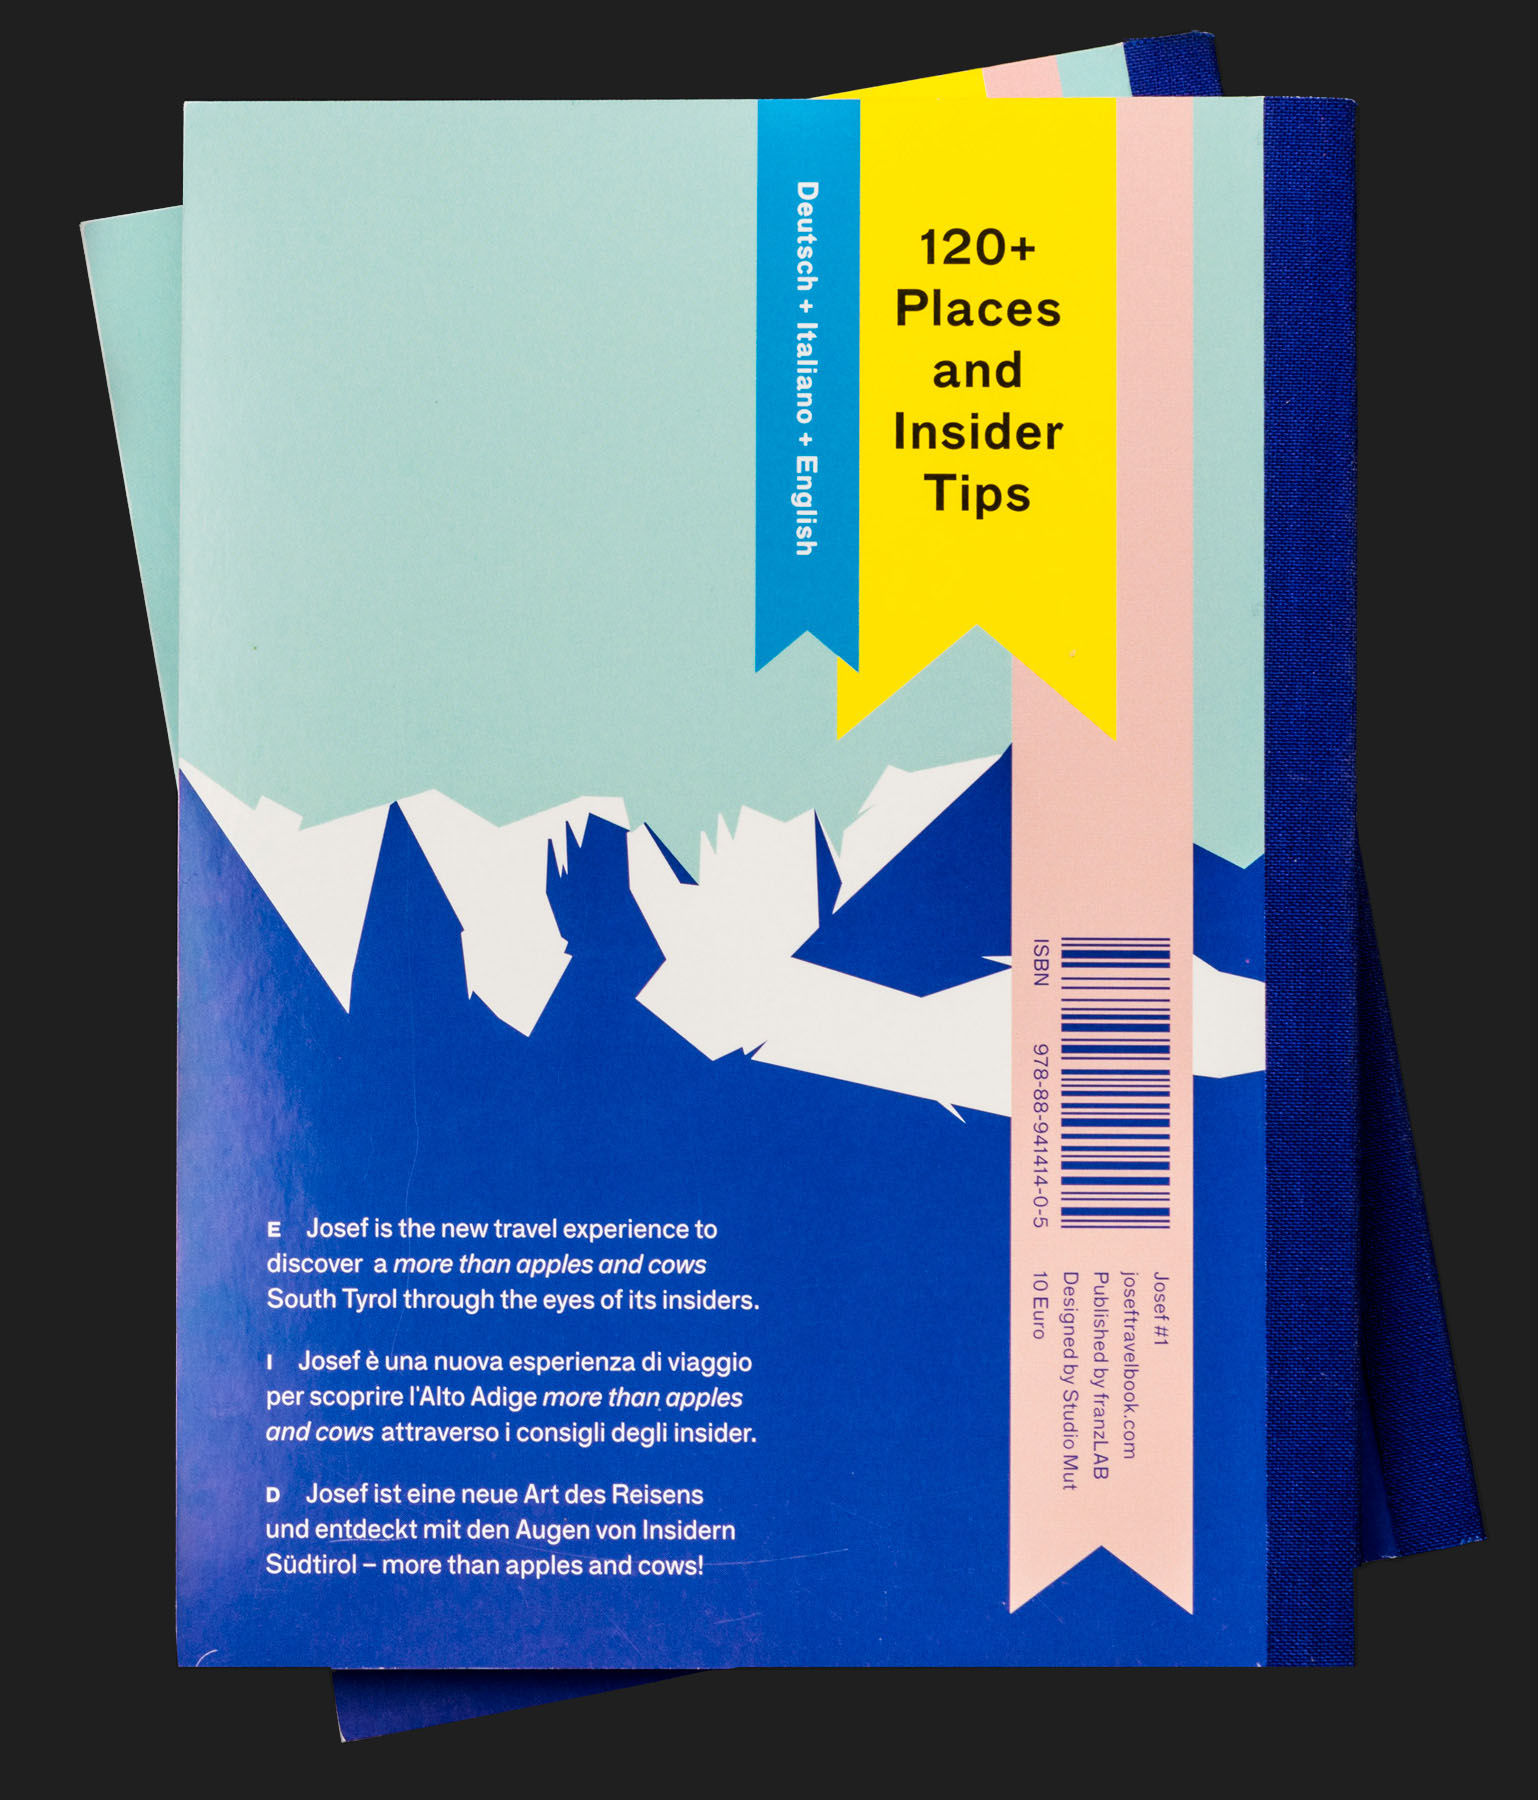 Deutsch + Italiano + English
120+
Places
and
Insider
Tips
ISBN 978-88-941414-0-5
Josef #1
joseftravelbook.com
Published by franzLAB
Designed by Studio Mut
10 Euro
E Josef is the new travel experience to
discover a more than apples and cows
South Tyrol through the eyes of its insiders.
I Josef è una nuova esperienza di viaggio
per scoprire l'Alto Adige more than apples
and cows attraverso i consigli degli insider.
D Josef ist eine neue Art des Reisens
und entdeckt mit den Augen von Insidern
Südtirol – more than apples and cows!